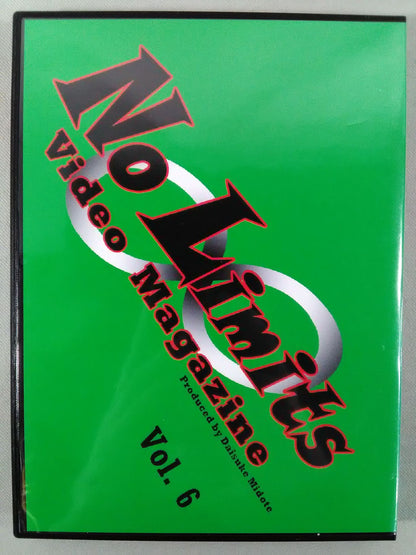 No Limits
Video Magazine
Produced by Daisuke Midote
Vol. 6